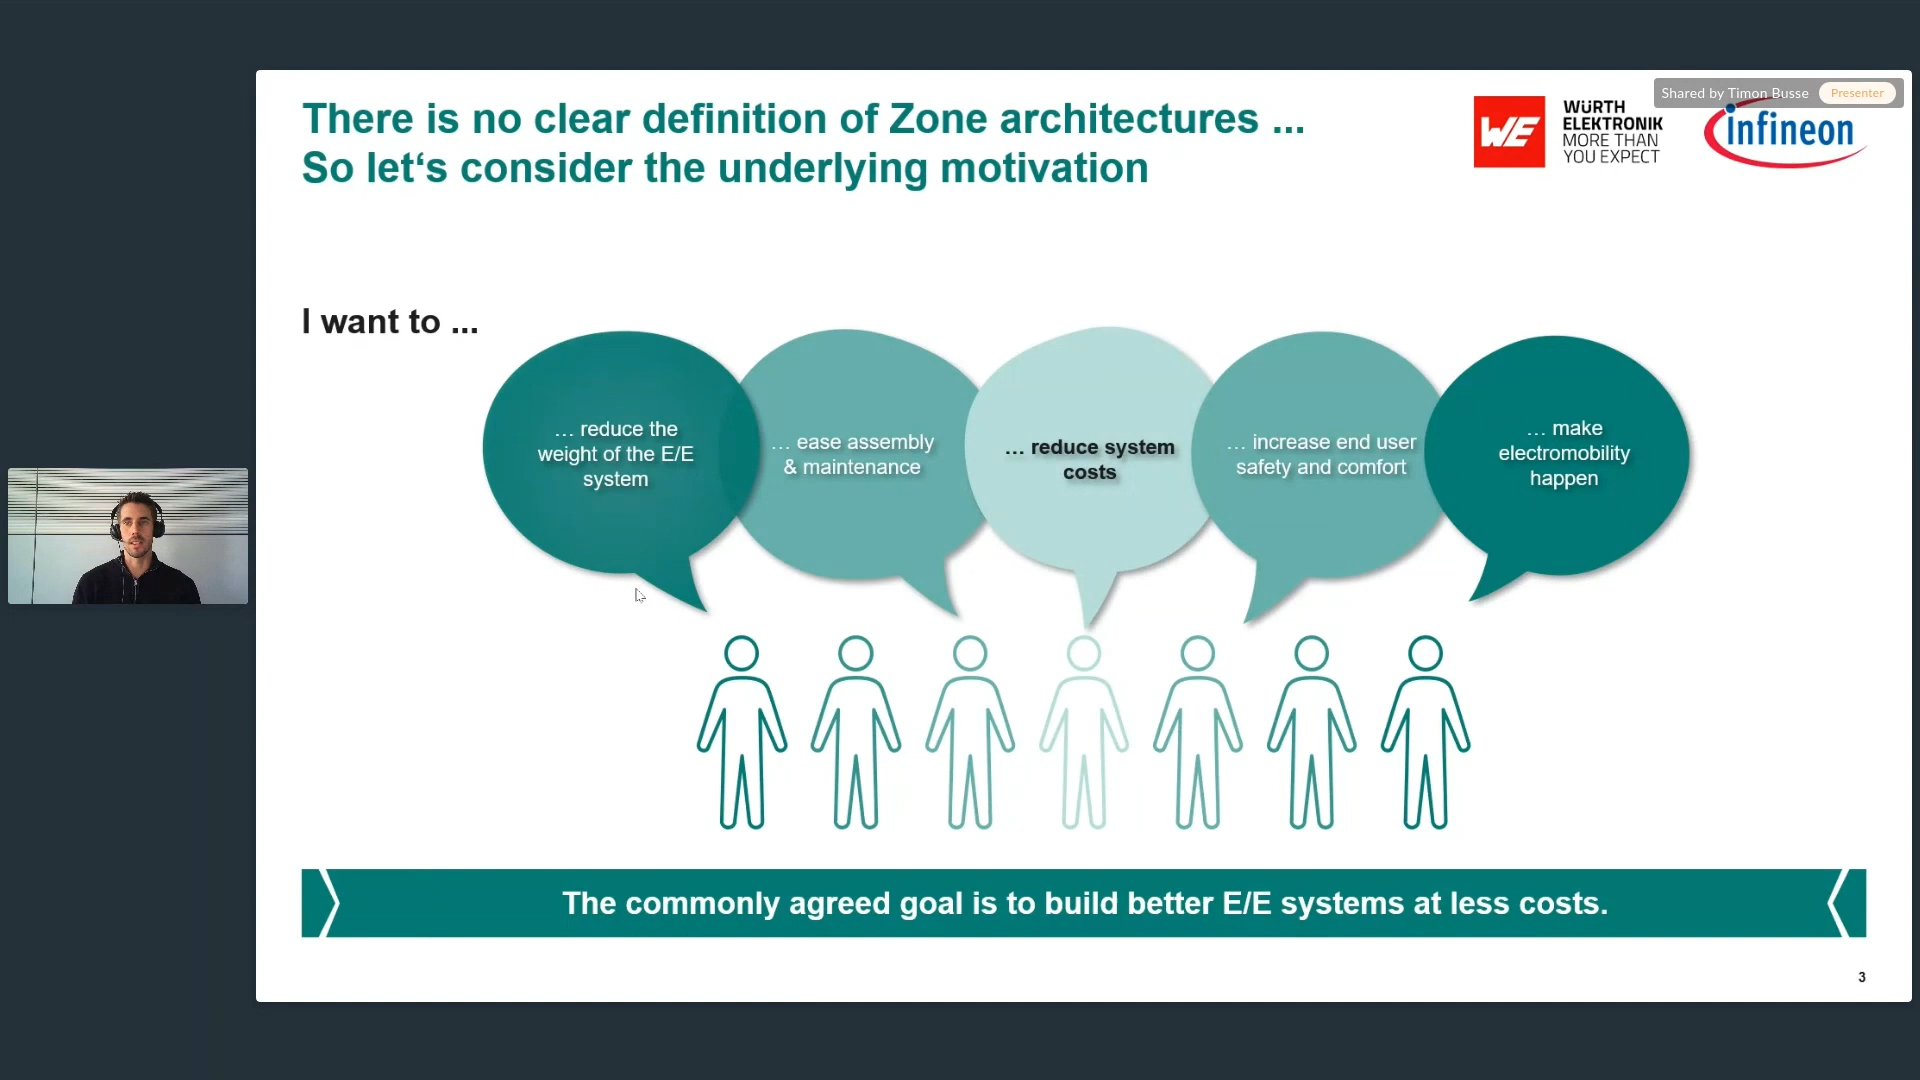 There is no clear definition of Zone architectures ...
So let‘s consider the underlying motivation
WE
WÜRTH
ELEKTRONIK
MORE THAN
YOU EXPECT
Shared by Timon Busse
Presenter
infineon
I want to ...
… reduce the
weight of the E/E
system
… ease assembly
& maintenance
… reduce system
costs
… increase end user
safety and comfort
… make
electromobility
happen
The commonly agreed goal is to build better E/E systems at less costs.
3